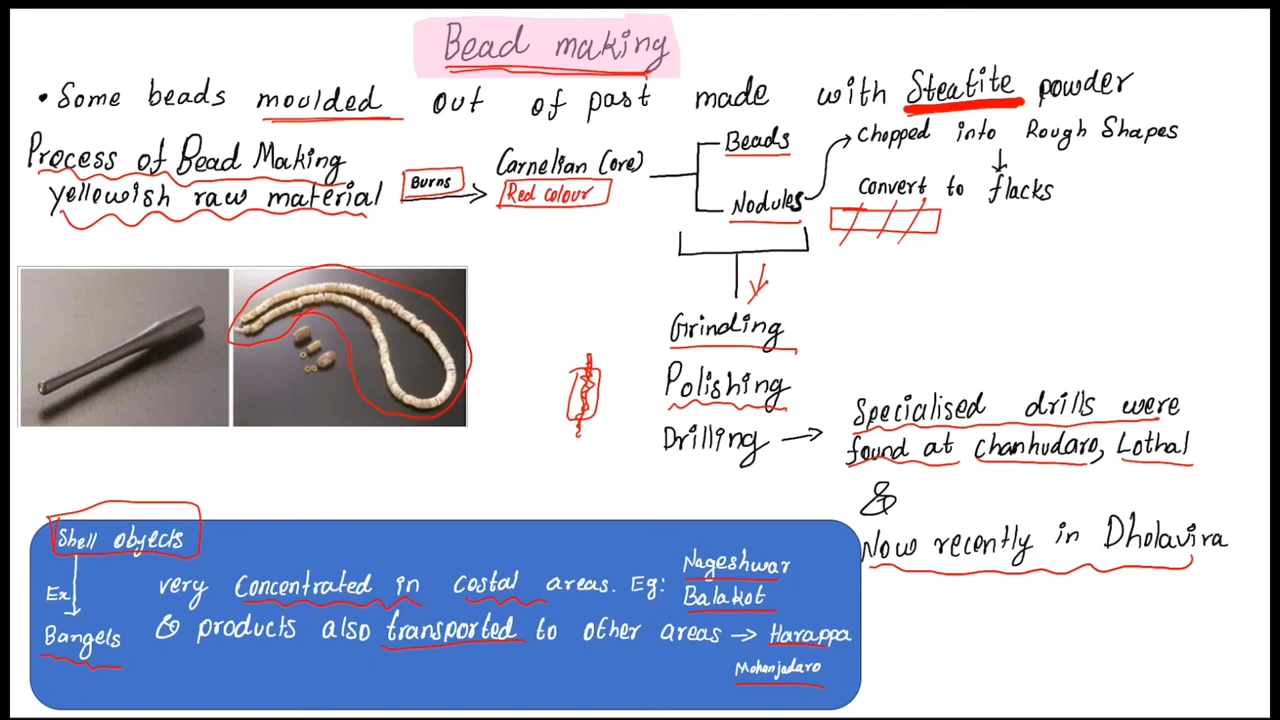 Bead making
• Some beads moulded out of past made with Steatite powder
Process of Bead Making
yellowish raw material
Burns
Carnelian (ore)
Red colour
Beads
Nodules
Chopped into Rough Shapes
Convert to flacks
Grinding
Polishing
Drilling
Specialised drills were
found at Chanhudaro, Lothal
&
Now recently in Dholavira
Shell objects
Ex
Bangels
very Concentrated in costal areas. Eg: Nageshwar
Balakot
& products also transported to other areas → Harappa
Mohanjadaro